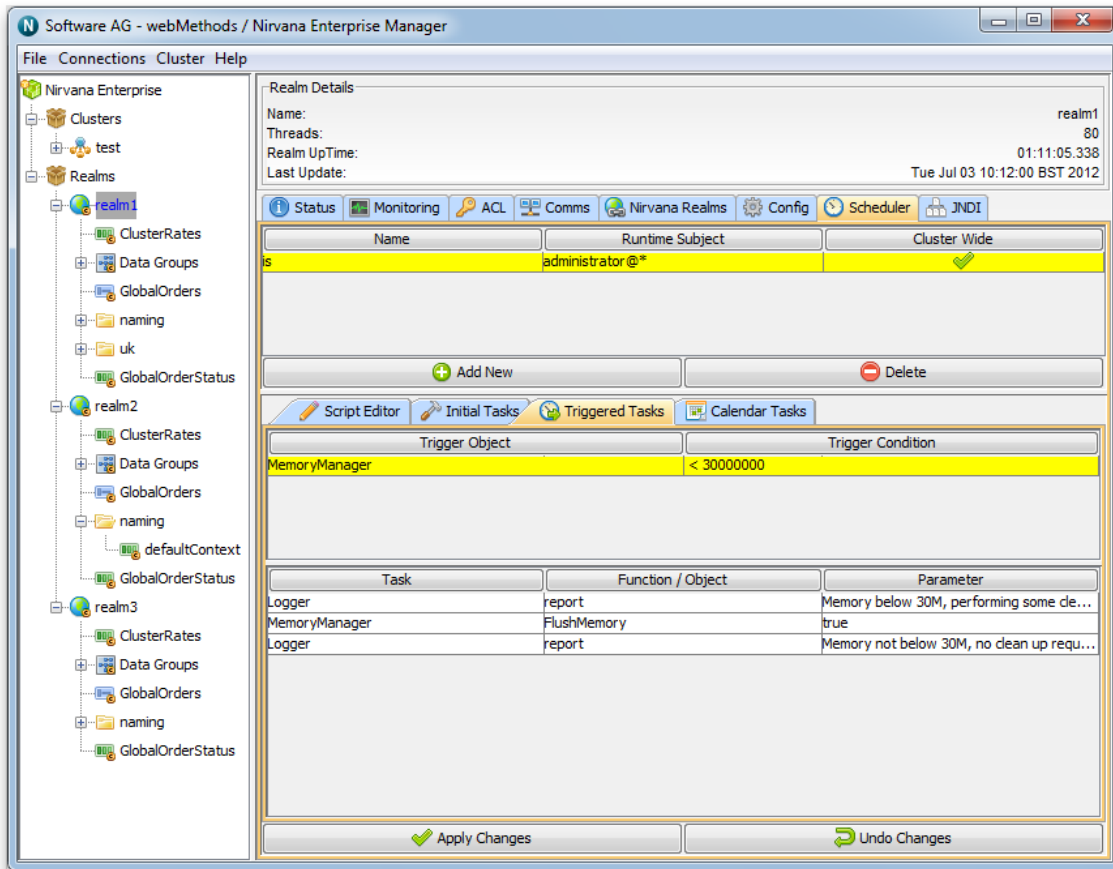 Software AG - webMethods / Nirvana Enterprise Manager
File Connections Cluster Help
Nirvana Enterprise
Clusters
test
Realms
realm1
ClusterRates
Data Groups
GlobalOrders
naming
uk
GlobalOrderStatus
realm2
ClusterRates
Data Groups
GlobalOrders
naming
defaultContext
GlobalOrderStatus
realm3
ClusterRates
Data Groups
GlobalOrders
naming
GlobalOrderStatus
Realm Details
Name: realm1
Threads: 80
Realm UpTime: 01:11:05.338
Last Update: Tue Jul 03 10:12:00 BST 2012
Status Monitoring ACL Comms Nirvana Realms Config Scheduler JNDI
Name Runtime Subject Cluster Wide
is administrator@*
Add New Delete
Script Editor Initial Tasks Triggered Tasks Calendar Tasks
Trigger Object Trigger Condition
MemoryManager < 30000000
Task Function / Object Parameter
Logger report Memory below 30M, performing some cle...
MemoryManager FlushMemory true
Logger report Memory not below 30M, no clean up requ...
Apply Changes Undo Changes